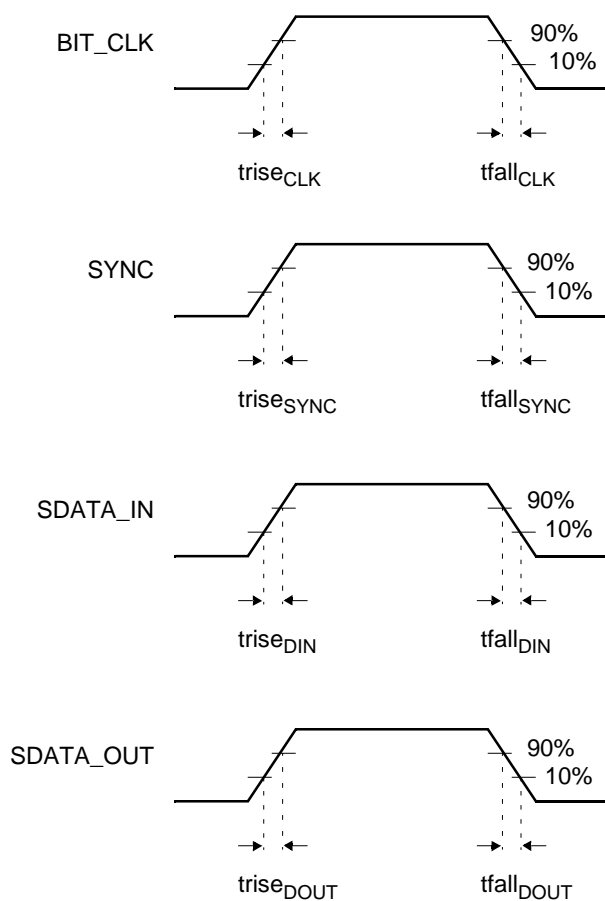 BIT_CLK
90%
10%
trise_CLK tfall_CLK
SYNC
90%
10%
trise_SYNC tfall_SYNC
SDATA_IN
90%
10%
trise_DIN tfall_DIN
SDATA_OUT
90%
10%
trise_DOUT tfall_DOUT